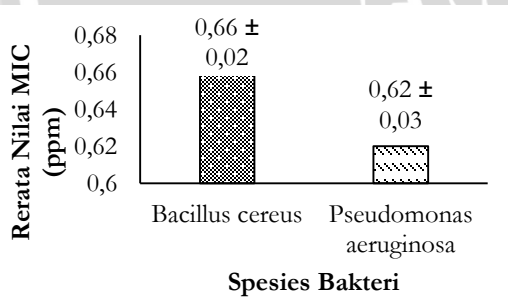 Rerata Nilai MIC
(ppm)
0,68
0,66
0,64
0,62
0,6
0,66 ±
0,02
0,62 ±
0,03
Bacillus cereus
Pseudomonas
aeruginosa
Spesies Bakteri